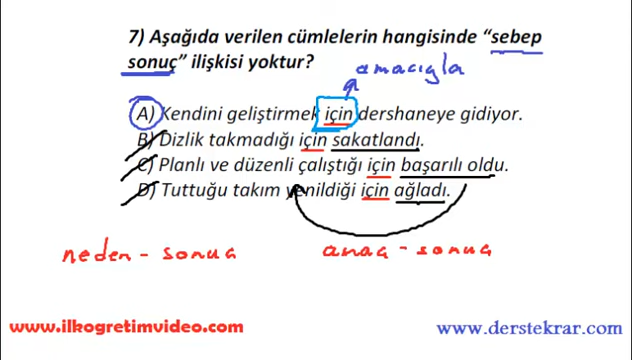 7) Aşağıda verilen cümlelerin hangisinde “sebep
sonuç” ilişkisi yoktur?
amacıyla
A) Kendini geliştirmek için dershaneye gidiyor.
B) Dizlik takmadığı için sakatlandı.
C) Planlı ve düzenli çalıştığı için başarılı oldu.
D) Tuttuğu takım yenildiği için ağladı.
neden - sonuç
amaç - sonuç
www.ilkogretimvideo.com
www.derstekrar.com